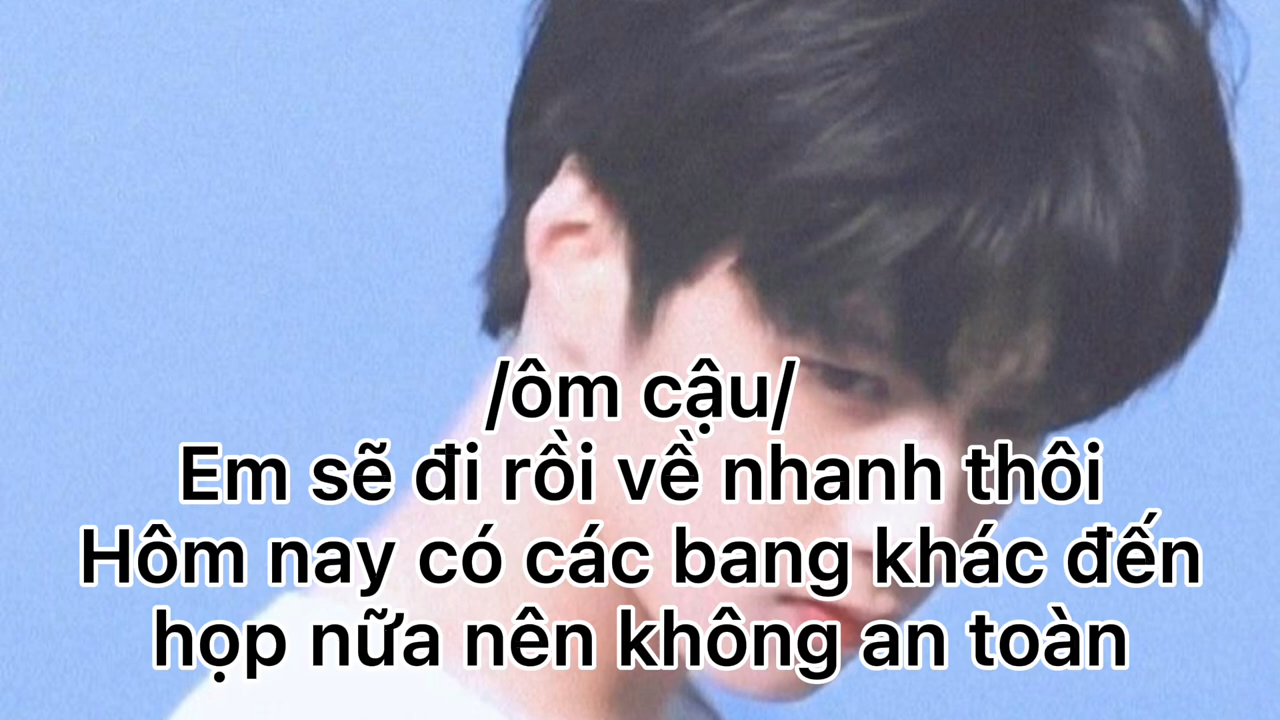 /ôm cậu/
Em sẽ đi rồi về nhanh thôi
Hôm nay có các bang khác đến
họp nữa nên không an toàn